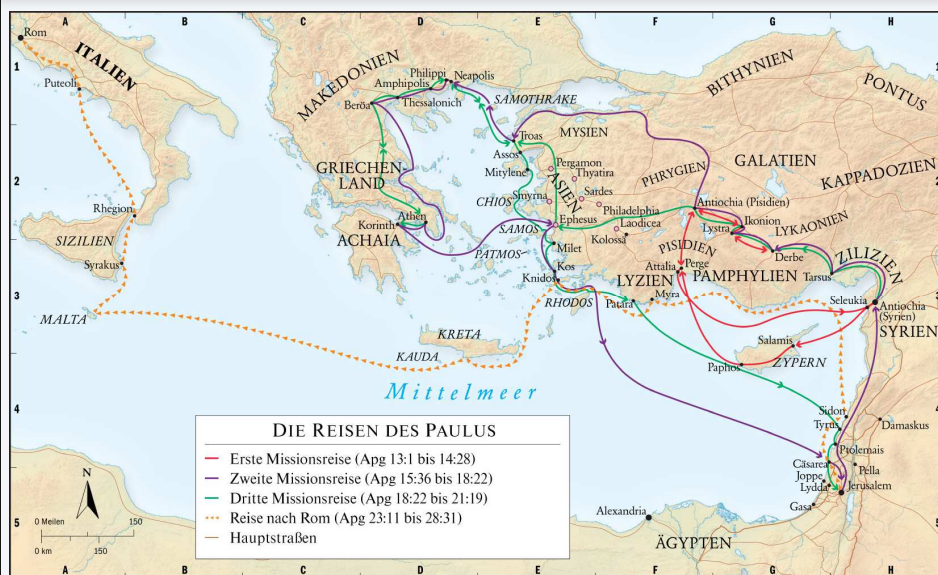 A B C D E F G H
1
2
3
4
5
Rom
ITALIEN
Puteoli
Rhegion
SIZILIEN
Syrakus
MALTA
MAKEDONIEN
Philippi
Neapolis
Amphipolis
Thessalonich
Beröa
SAMOTHRAKE
Troas
MYSIEN
Assos
Mitylene
Pergamon
Thyatira
ASIEN
Sardes
Smyrna
CHIOS
Philadelphia
Ephesus
Laodicea
Kolossä
SAMOS
Milet
PATMOS
Kos
Knidos
RHODOS
GRIECHEN-
LAND
Athen
Korinth
ACHAIA
BITHYNIEN
PONTUS
GALATIEN
KAPPADOZIEN
PHRYGIEN
Antiochia (Pisidien)
Ikonion
Lystra
LYKAONIEN
Derbe
PISIDIEN
ZILIZIEN
Tarsus
Attalia
Perge
PAMPHYLIEN
LYZIEN
Myra
Patara
Seleukia
Antiochia
(Syrien)
SYRIEN
Salamis
ZYPERN
Paphos
KRETA
KAUDA
Mittelmeer
Sidon
Tyrus
Damaskus
Ptolemais
Cäsarea
Pella
Joppe
Lydda
Jerusalem
Gasa
Alexandria
ÄGYPTEN
DIE REISEN DES PAULUS
Erste Missionsreise (Apg 13:1 bis 14:28)
Zweite Missionsreise (Apg 15:36 bis 18:22)
Dritte Missionsreise (Apg 18:22 bis 21:19)
Reise nach Rom (Apg 23:11 bis 28:31)
Hauptstraßen
N
0 Meilen 150
0 km 150
A B C D E F G H
1
2
3
5